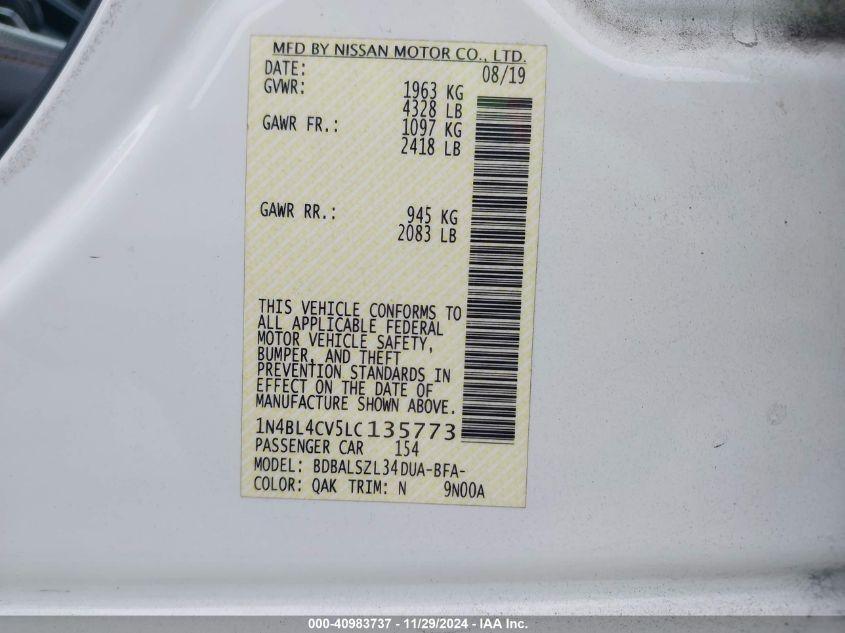 MFD BY NISSAN MOTOR CO., LTD.
DATE: 08/19
GVWR: 1963 KG
4328 LB
GAWR FR.: 1097 KG
2418 LB
GAWR RR.: 945 KG
2083 LB
THIS VEHICLE CONFORMS TO
ALL APPLICABLE FEDERAL
MOTOR VEHICLE SAFETY,
BUMPER, AND THEFT
PREVENTION STANDARDS IN
EFFECT ON THE DATE OF
MANUFACTURE SHOWN ABOVE.
1N4BL4CV5LC135773
PASSENGER CAR 154
MODEL: BDBALSZL34DUA-BFA-
COLOR: QAK TRIM: N 9N00A
000-40983737 - 11/29/2024 - © IAA Inc.